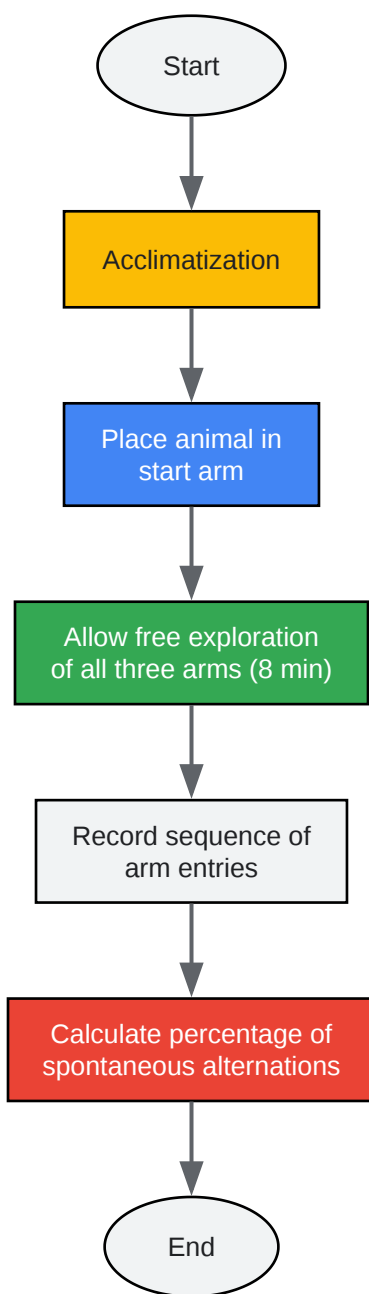 Start
Acclimatization
Place animal in
start arm
Allow free exploration
of all three arms (8 min)
Record sequence of
arm entries
Calculate percentage of
spontaneous alternations
End